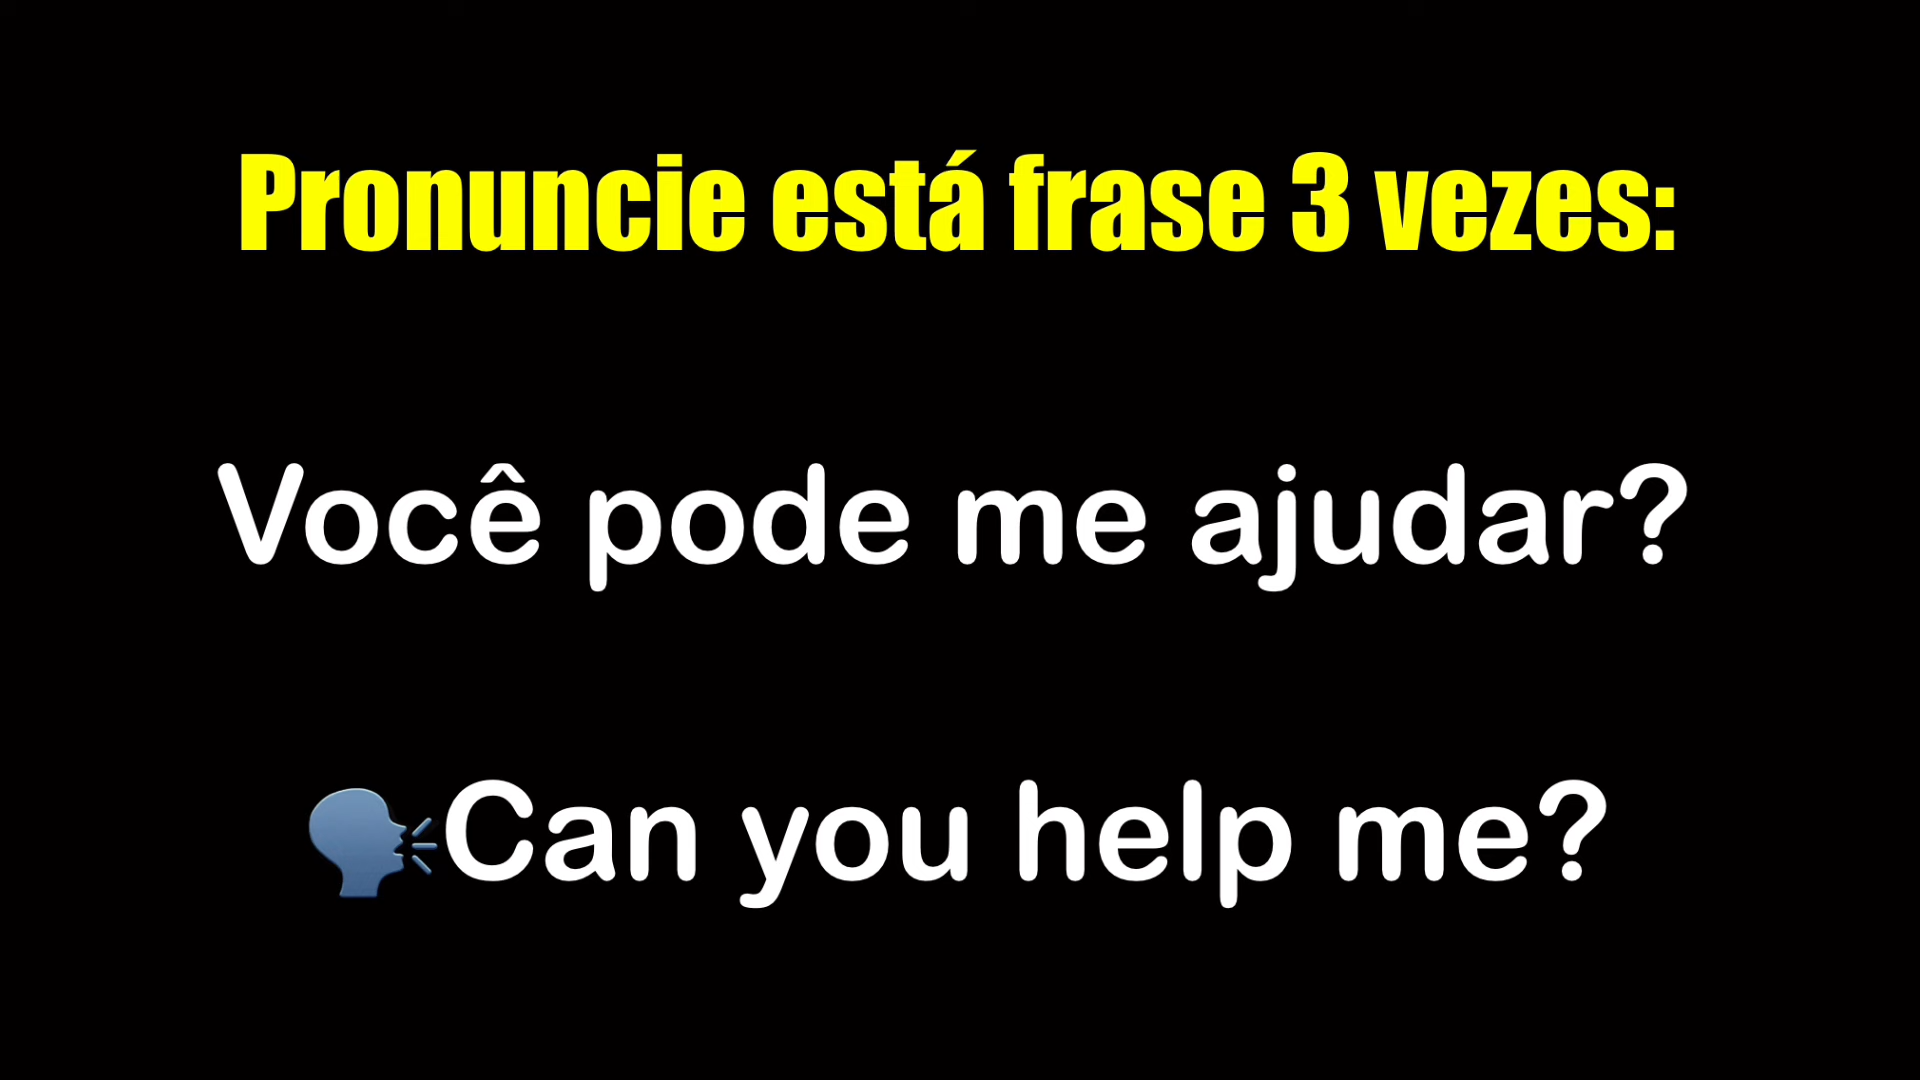 Pronuncie está frase 3 vezes:
Você pode me ajudar?
🗣Can you help me?